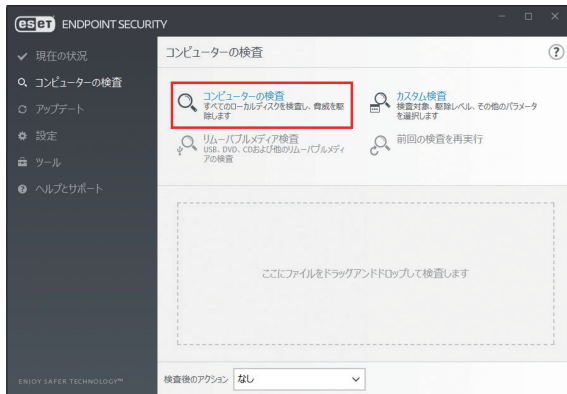 eset ENDPOINT SECURITY
現在の状況
コンピューターの検査
アップデート
設定
ツール
ヘルプとサポート
ENJOY SAFER TECHNOLOGY™
コンピューターの検査
?
コンピューターの検査
すべてのローカルディスクを検査し、脅威を駆
除します
カスタム検査
検査対象、駆除レベル、その他のパラメータ
を選択します
リムーバブルメディア検査
USB、DVD、CDおよび他のリムーバブルメディ
アの検査
前回の検査を再実行
ここにファイルをドラッグアンドドロップして検査します
検査後のアクション なし